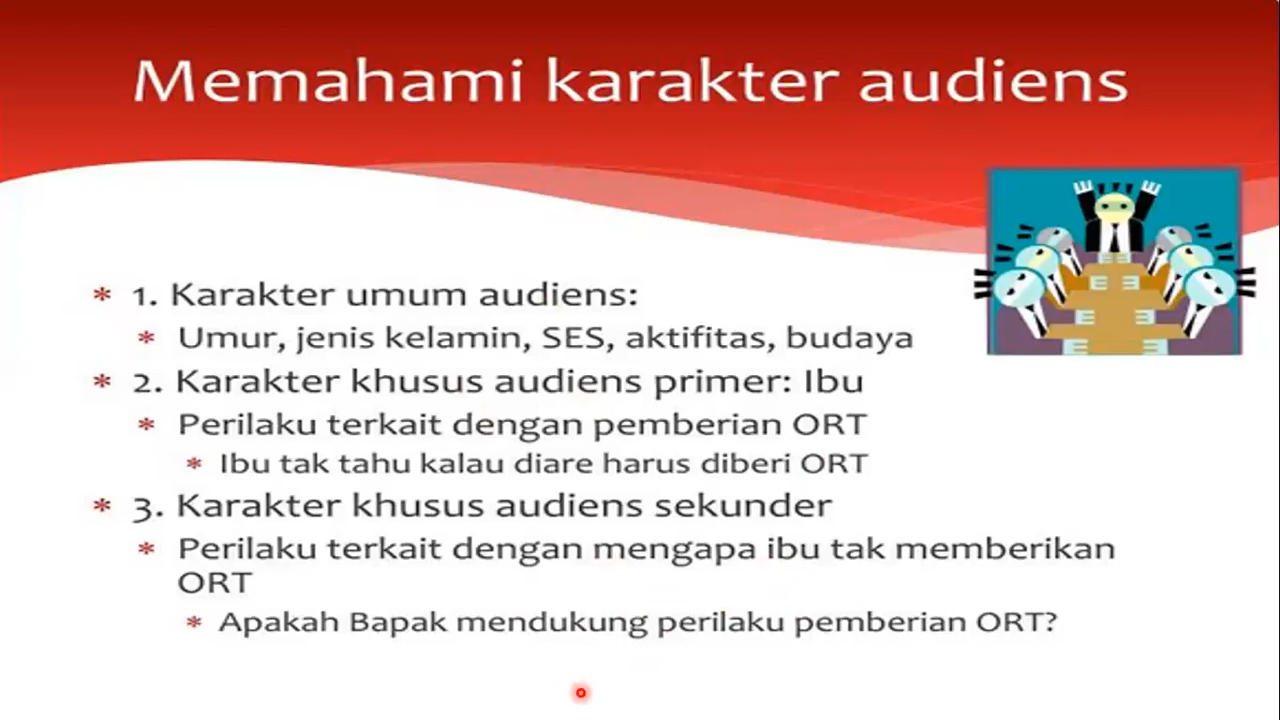 Memahami karakter audiens
* 1. Karakter umum audiens:
* Umur, jenis kelamin, SES, aktifitas, budaya
* 2. Karakter khusus audiens primer: Ibu
* Perilaku terkait dengan pemberian ORT
* Ibu tak tahu kalau diare harus diberi ORT
* 3. Karakter khusus audiens sekunder
* Perilaku terkait dengan mengapa ibu tak memberikan
ORT
* Apakah Bapak mendukung perilaku pemberian ORT?